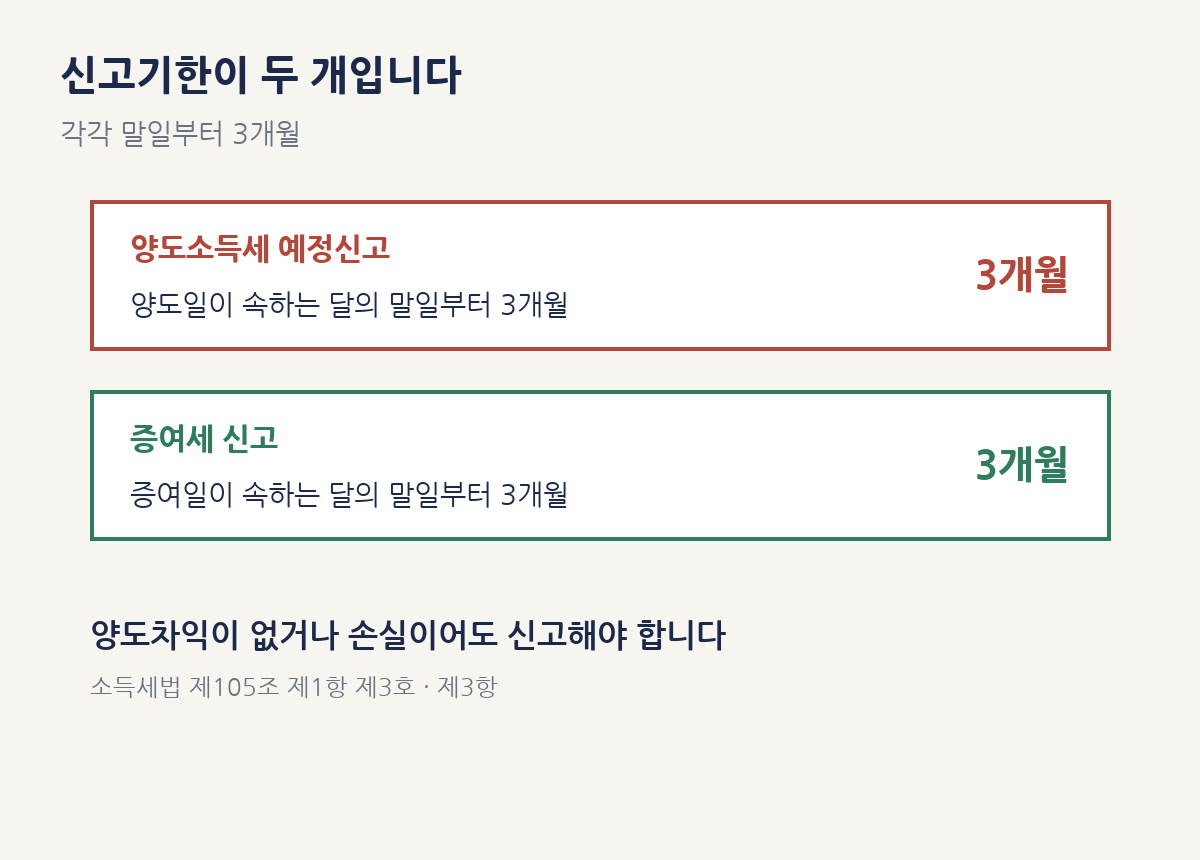 신고기한이 두 개입니다
각각 말일부터 3개월
양도소득세 예정신고
양도일이 속하는 달의 말일부터 3개월
3개월
증여세 신고
증여일이 속하는 달의 말일부터 3개월
3개월
양도차익이 없거나 손실이어도 신고해야 합니다
소득세법 제105조 제1항 제3호 · 제3항